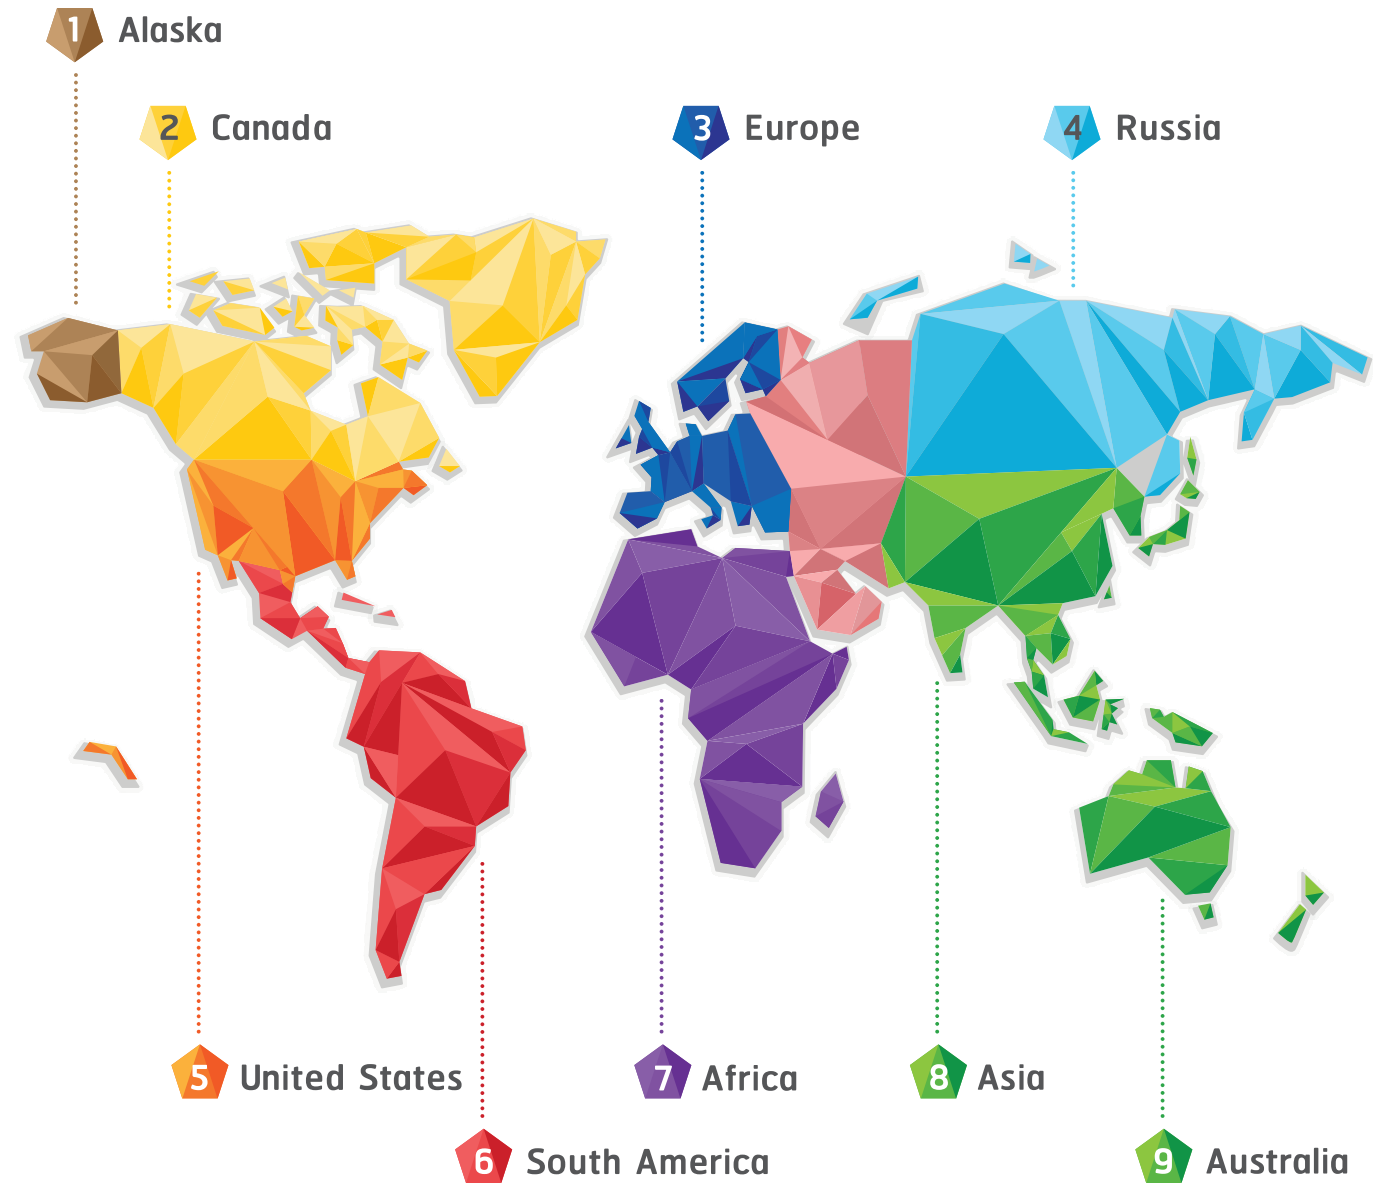 1 Alaska
2 Canada
3 Europe
4 Russia
5 United States
7 Africa
8 Asia
6 South America
9 Australia